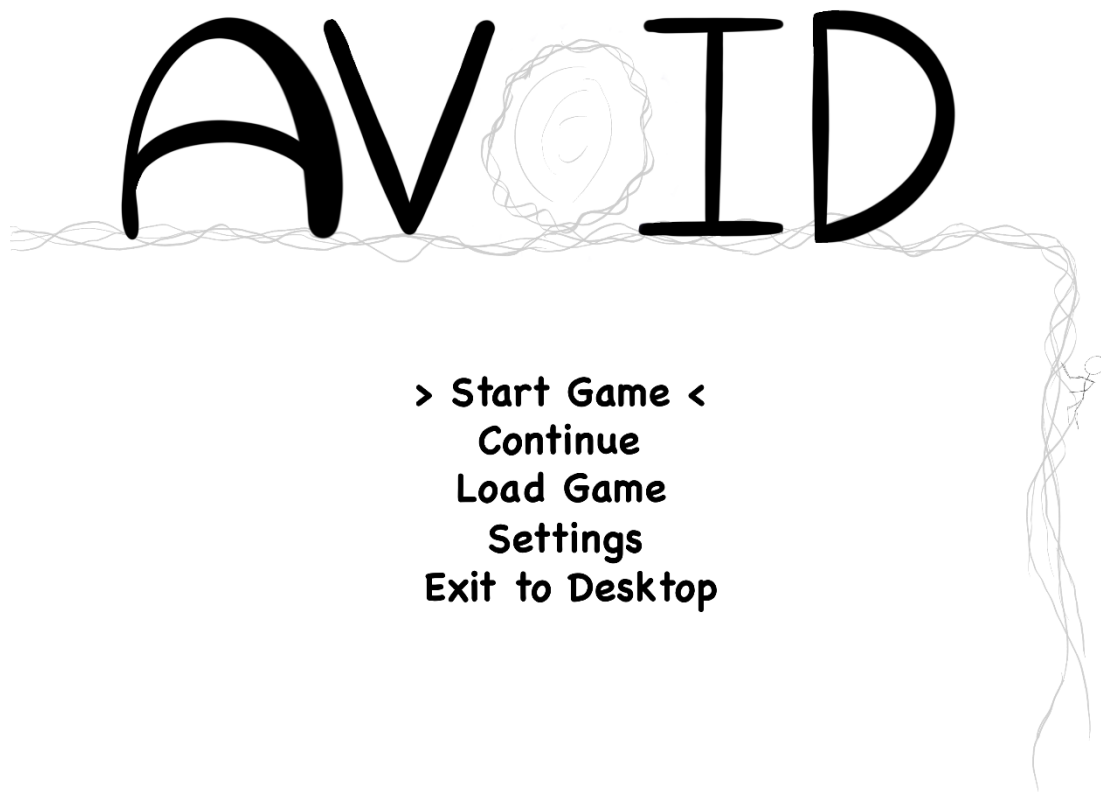 AVOID
> Start Game <
Continue
Load Game
Settings
Exit to Desktop